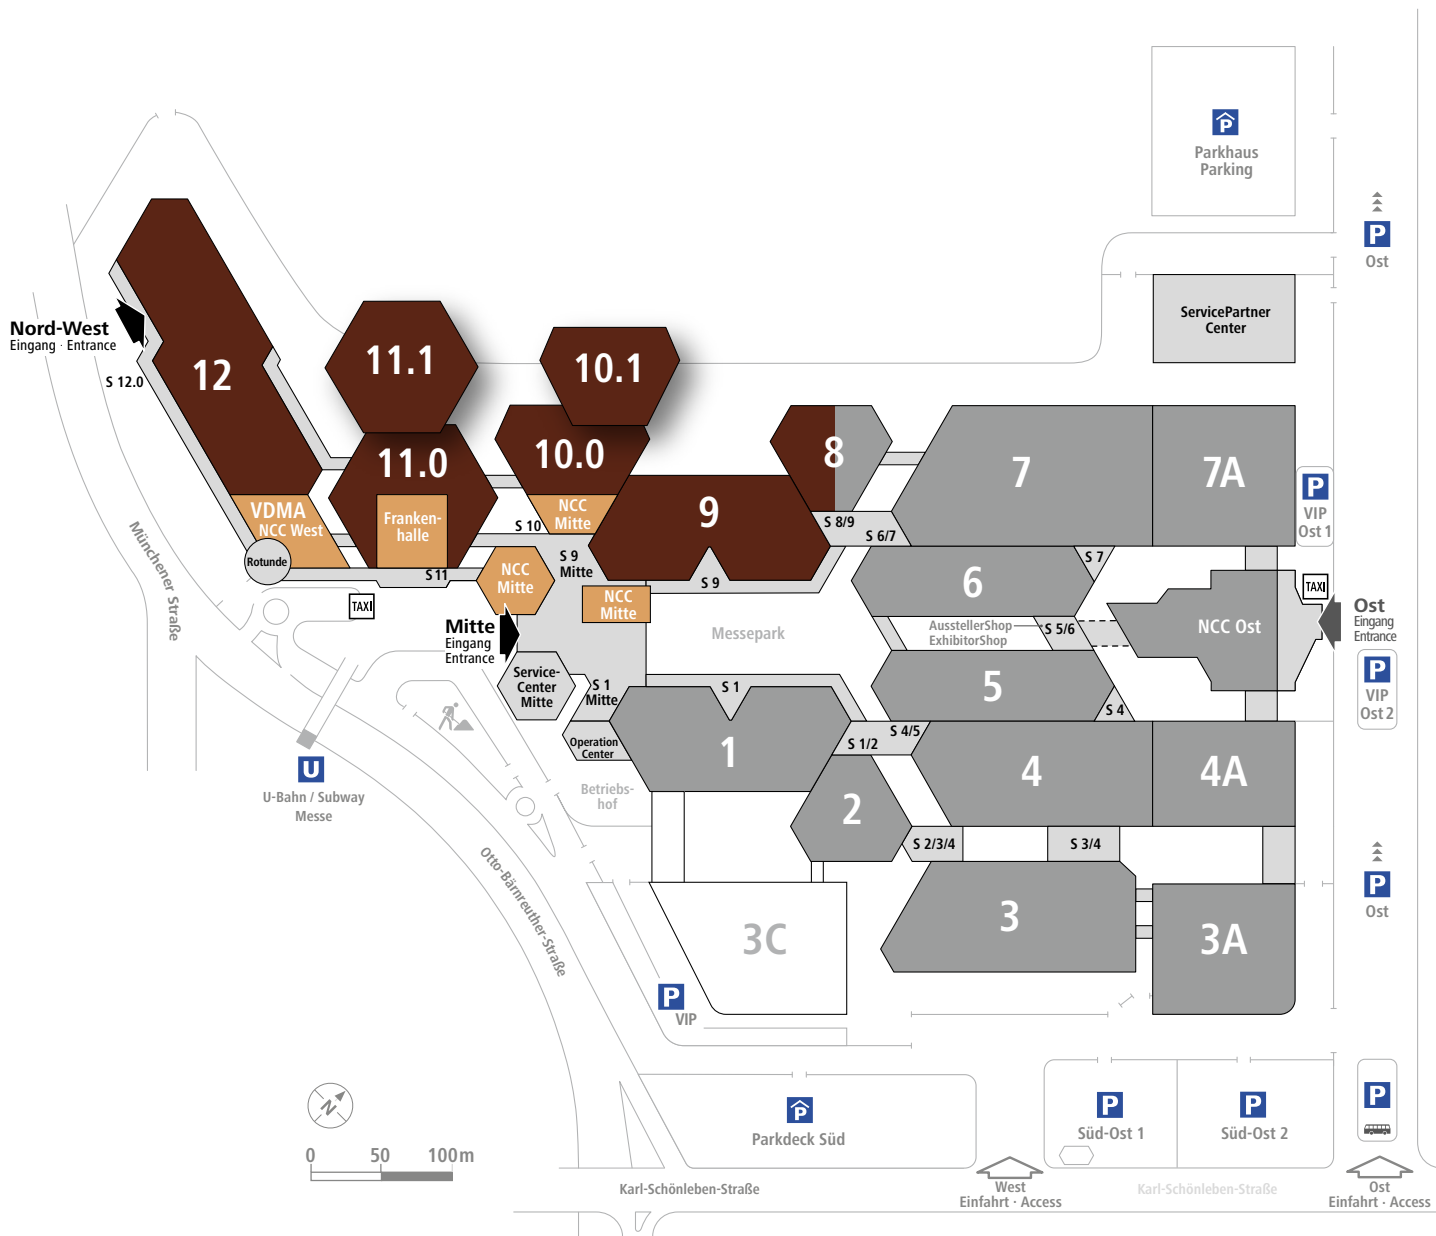 P
Parkhaus
Parking
P
Ost
ServicePartner
Center
Nord-West
Eingang · Entrance
S 12.0
12
11.1
10.1
11.0
10.0
8
7
7A
9
VDMA
NCC West
Franken-
halle
NCC
Mitte
S 10
S 8/9
S 6/7
P
VIP
Ost 1
Rotunde
S 11
NCC
Mitte
S 9
Mitte
S 9
NCC
Mitte
6
S 7
TAXI
TAXI
Münchener Straße
Mitte
Eingang
Entrance
Messepark
AusstellerShop
ExhibitorShop
S 5/6
NCC Ost
Ost
Eingang
Entrance
P
VIP
Ost 2
Service-
Center
Mitte
S 1
Mitte
S 1
5
S 4
Operation
Center
1
S 1/2
S 4/5
4
4A
U
U-Bahn / Subway
Messe
Betriebs-
hof
2
S 2/3/4
S 3/4
Otto-Bärnreuther-Straße
3C
3
3A
P
Ost
P
VIP
N
0
50
100 m
P
Parkdeck Süd
P
Süd-Ost 1
P
Süd-Ost 2
P
Karl-Schönleben-Straße
West
Einfahrt · Access
Karl-Schönleben-Straße
Ost
Einfahrt · Access